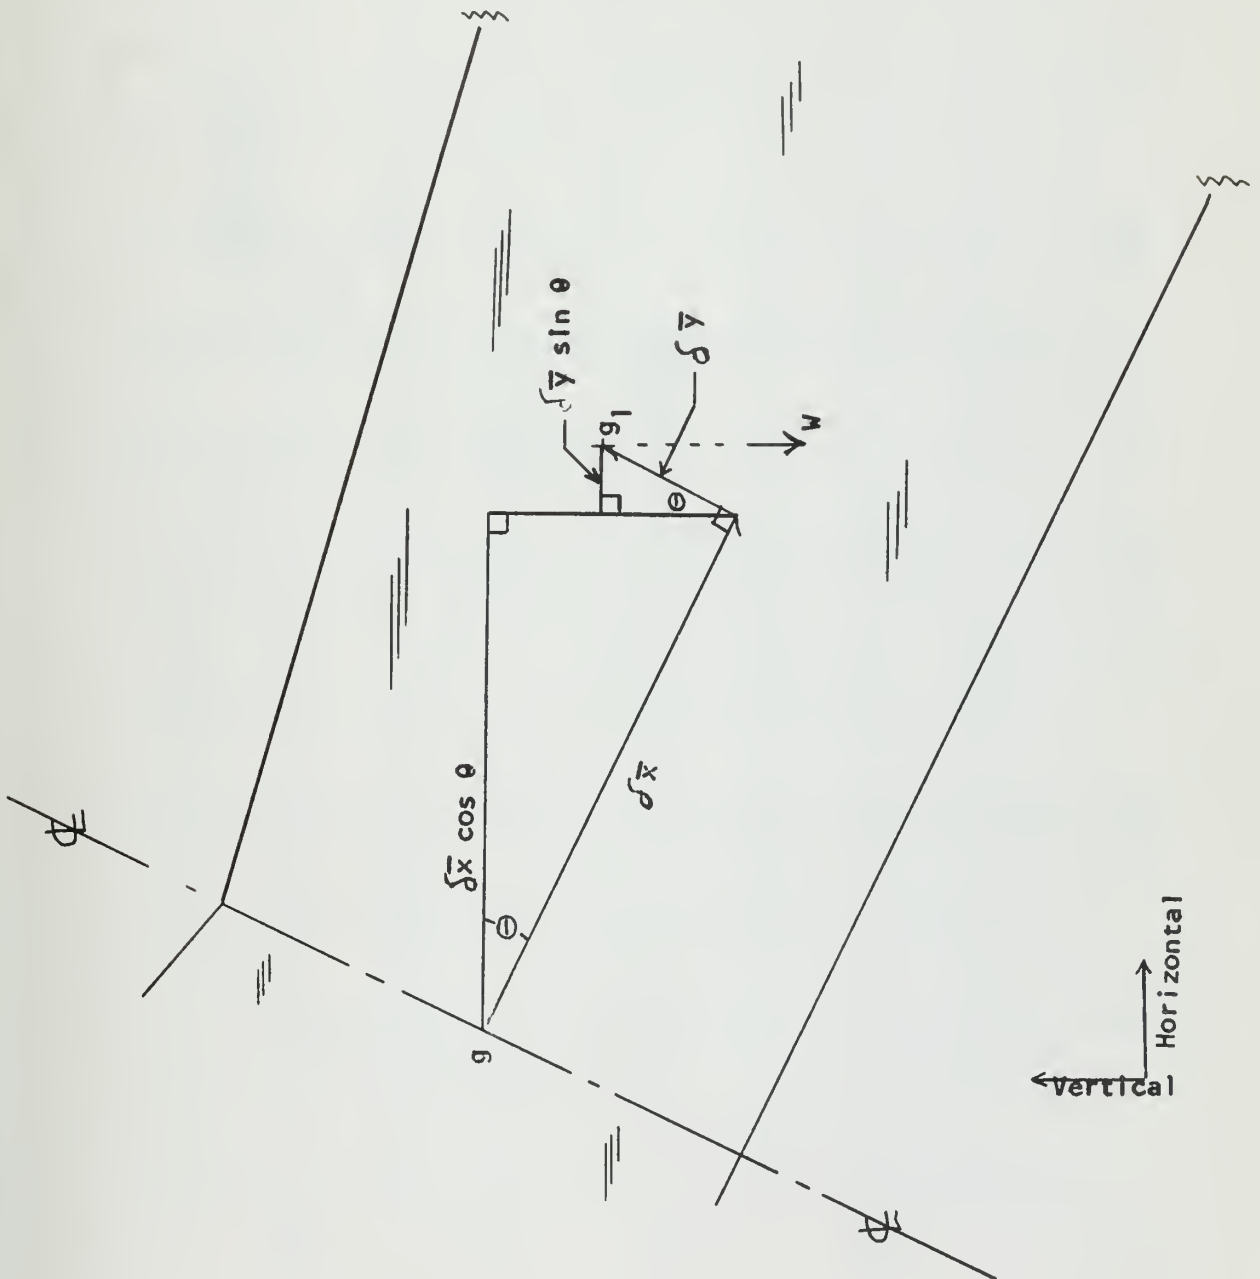 δȳ sin θ
δȳ
g₁
W
θ
δx̄ cos θ
δx̄
θ
g
Vertical
Horizontal